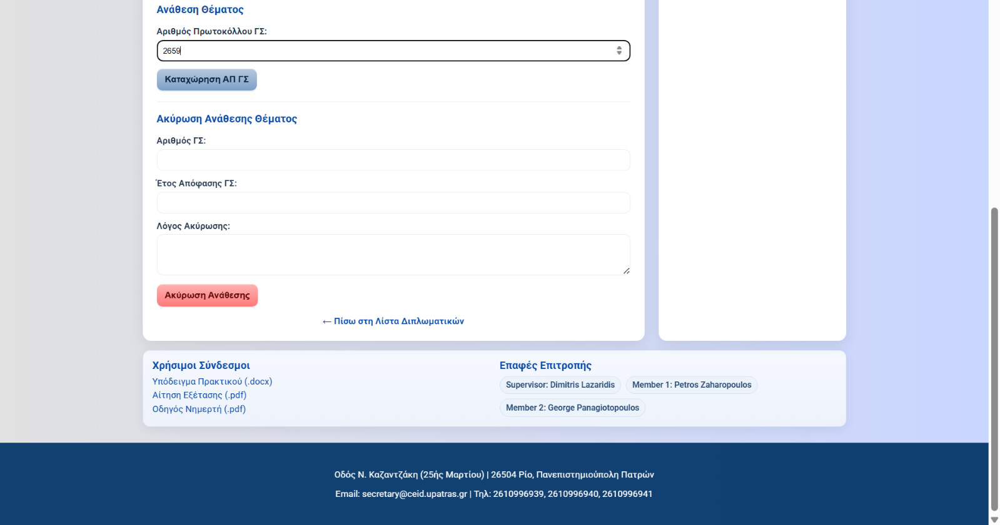 Ανάθεση Θέματος
Αριθμός Πρωτοκόλλου ΓΣ:
2659
Καταχώρηση ΑΠ ΓΣ
Ακύρωση Ανάθεσης Θέματος
Αριθμός ΓΣ:
Έτος Απόφασης ΓΣ:
Λόγος Ακύρωσης:
Ακύρωση Ανάθεσης
← Πίσω στη Λίστα Διπλωματικών
Χρήσιμοι Σύνδεσμοι
Υπόδειγμα Πρακτικού (.docx)
Αίτηση Εξέτασης (.pdf)
Οδηγός Νημερτή (.pdf)
Επαφές Επιτροπής
Supervisor: Dimitris Lazaridis
Member 1: Petros Zaharopoulos
Member 2: George Panagiotopoulos
Οδός Ν. Καζαντζάκη (25ής Μαρτίου) | 26504 Ρίο, Πανεπιστημιούπολη Πατρών
Email: secretary@ceid.upatras.gr | Τηλ: 2610996939, 2610996940, 2610996941